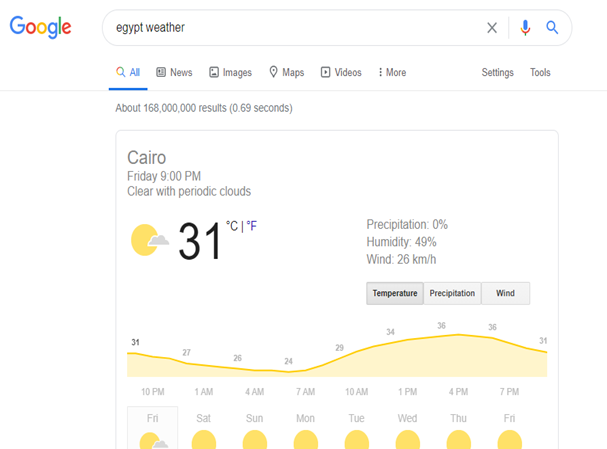 Google
egypt weather
All News Images Maps Videos More Settings Tools
About 168,000,000 results (0.69 seconds)
Cairo
Friday 9:00 PM
Clear with periodic clouds
31 °C | °F
Precipitation: 0%
Humidity: 49%
Wind: 26 km/h
Temperature Precipitation Wind
31 27 26 24 29 34 36 36 31
10 PM 1 AM 4 AM 7 AM 10 AM 1 PM 4 PM 7 PM
Fri Sat Sun Mon Tue Wed Thu Fri